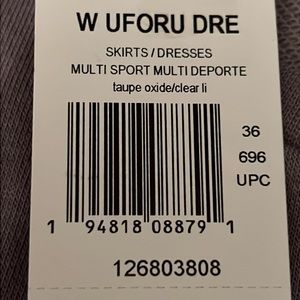 W UFORU DRE
SKIRTS / DRESSES
MULTI SPORT MULTI DEPORTE
taupe oxide/clear li
36
696
UPC
1 94818 08879 1
126803808